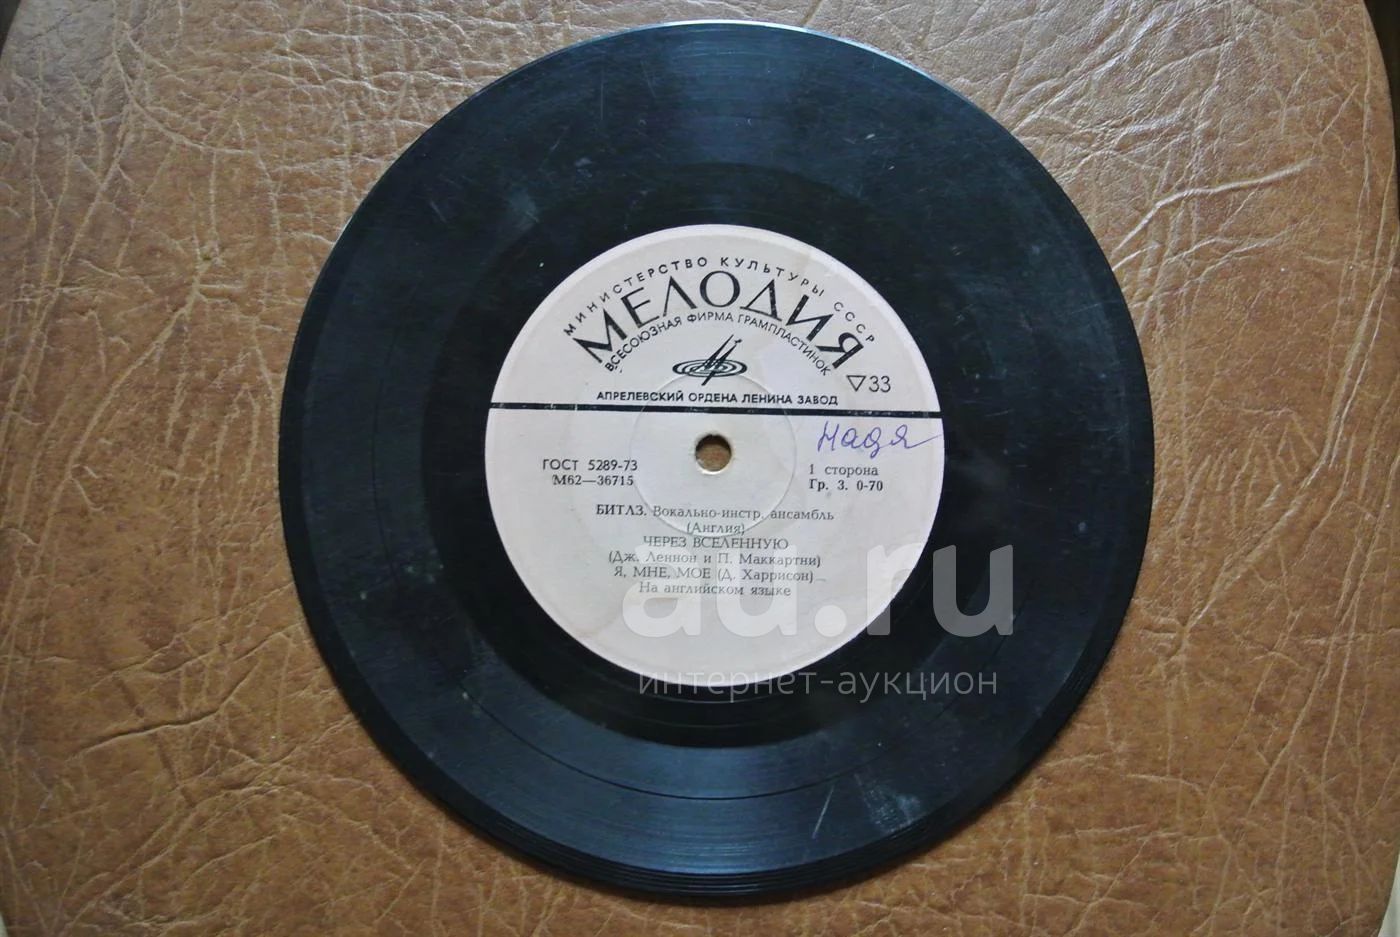 МИНИСТЕРСТВО КУЛЬТУРЫ СССР
МЕЛОДИЯ
ВСЕСОЮЗНАЯ ФИРМА ГРАМПЛАСТИНОК
▽33
АПРЕЛЕВСКИЙ ОРДЕНА ЛЕНИНА ЗАВОД
Надя
ГОСТ 5289-73
М62—36715
1 сторона
Гр. 3. 0-70
БИТЛЗ. Вокально-инстр. ансамбль
(Англия)
ЧЕРЕЗ ВСЕЛЕННУЮ
(Дж. Леннон и П. Маккартни)
Я, МНЕ, МОЕ (Д. Харрисон)
На английском языке
au.ru
интернет-аукцион